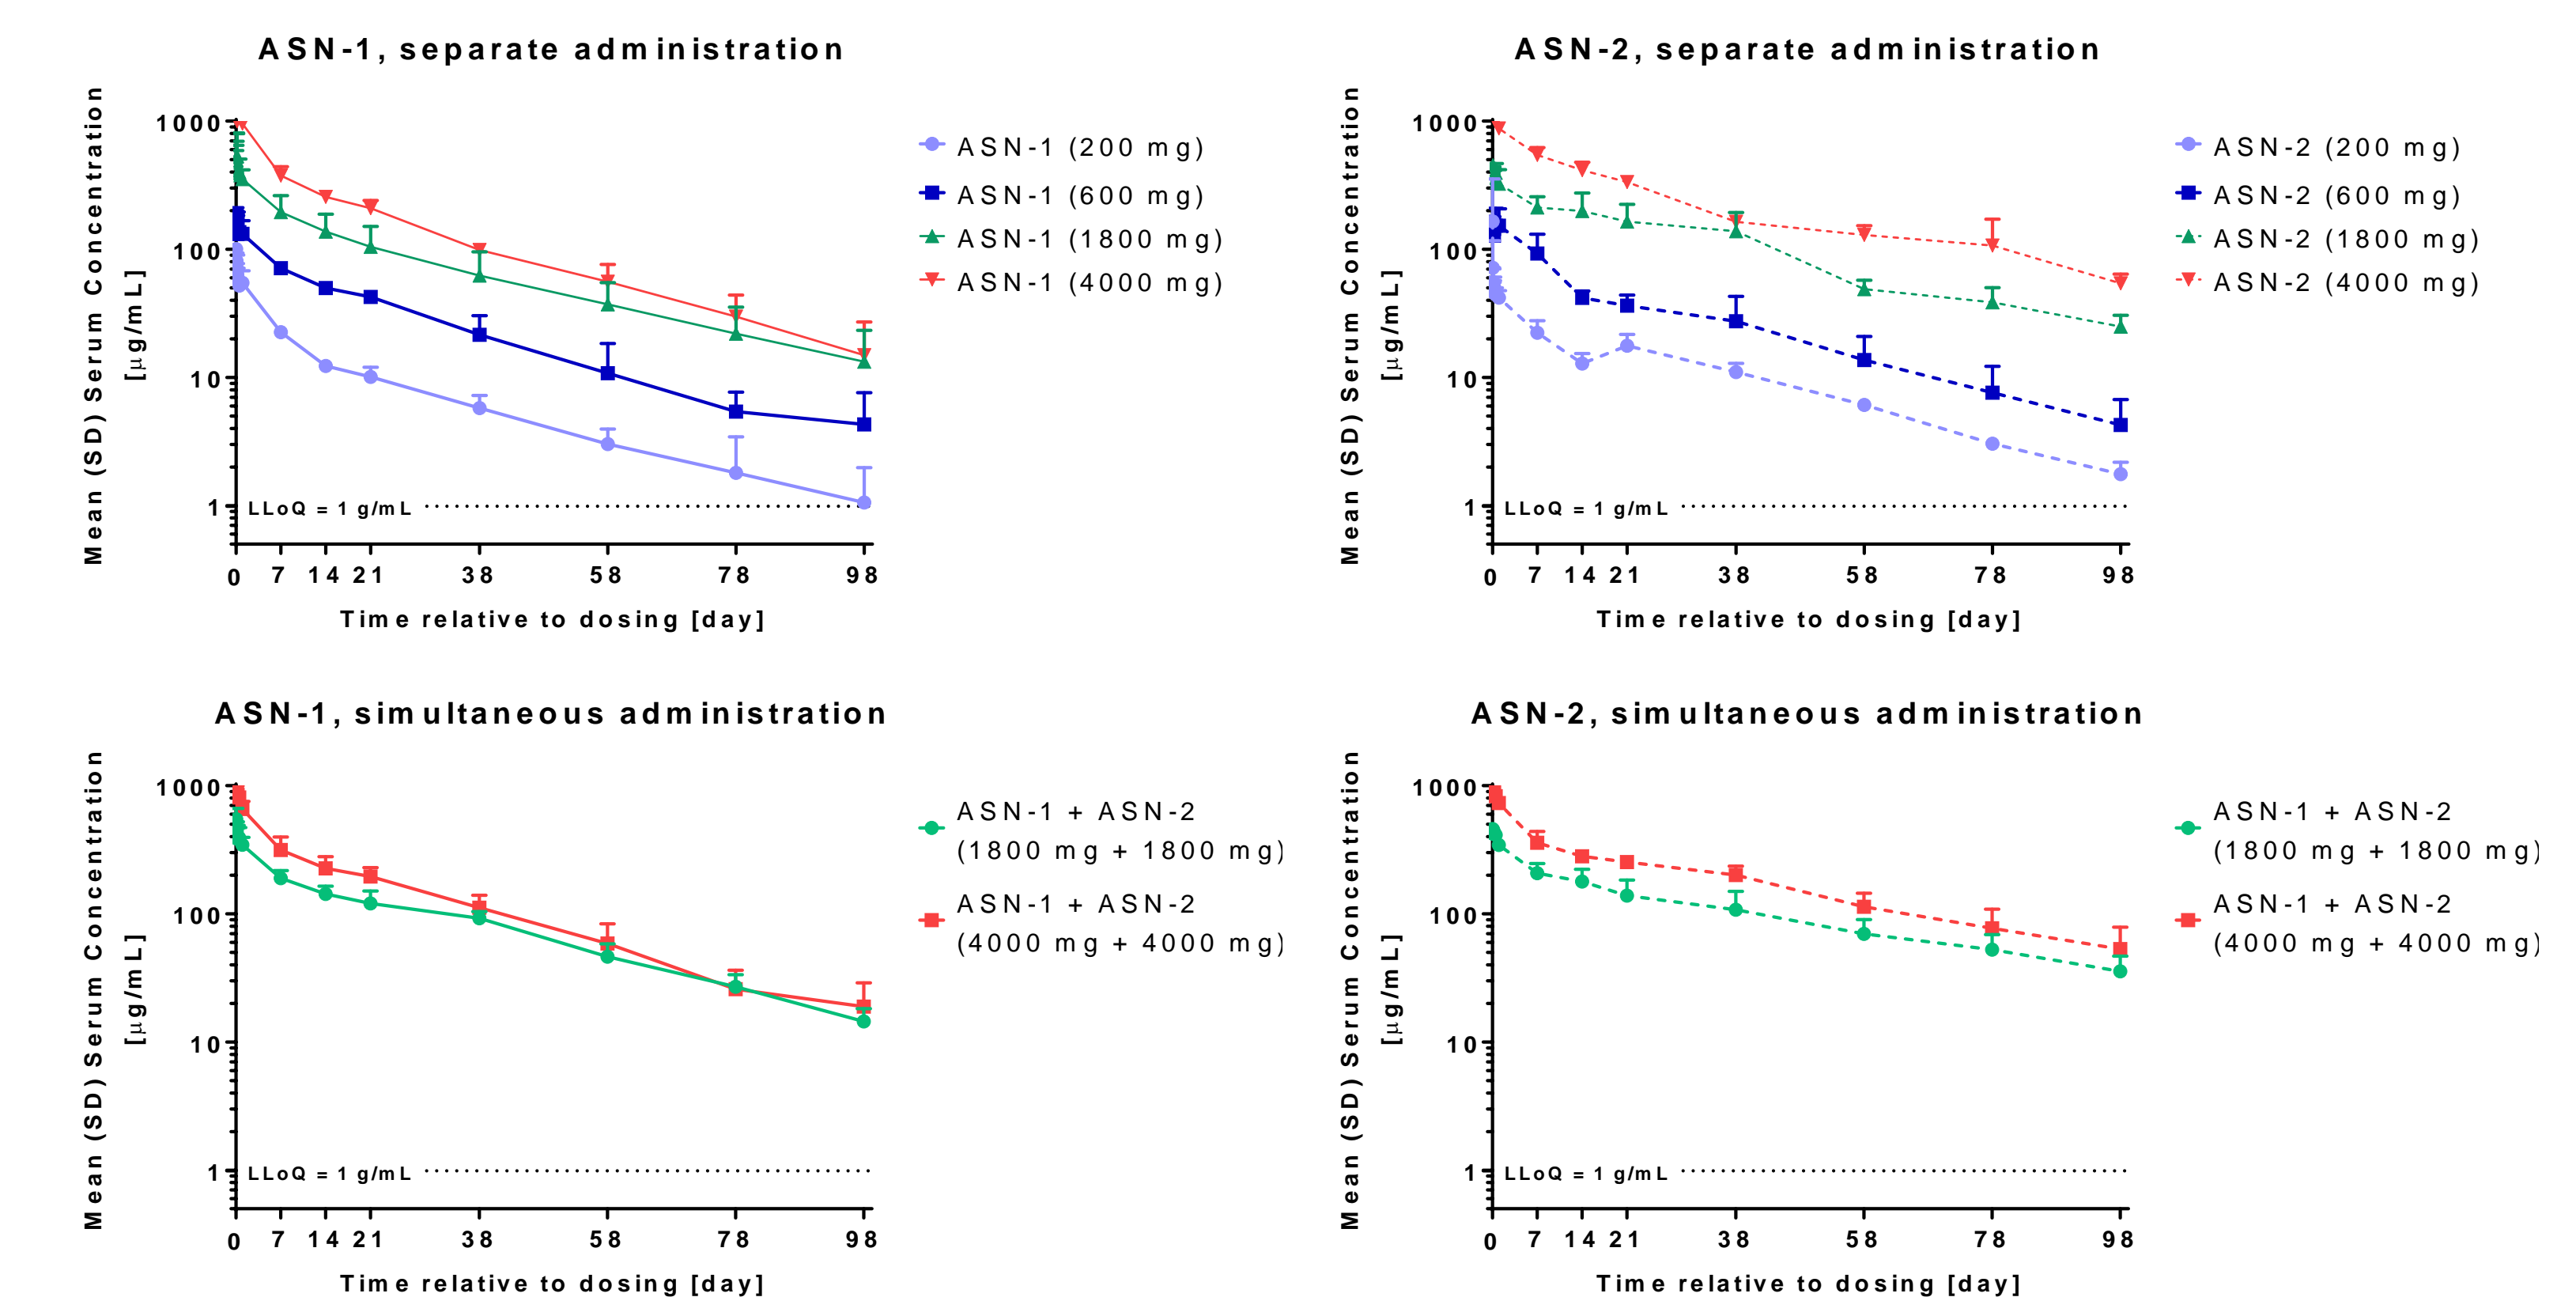 ASN-1, separate administration
Mean (SD) Serum Concentration
[µg/mL]
1000
100
10
1
LLoQ = 1 g/mL
0 7 14 21 38 58 78 98
Time relative to dosing [day]
ASN-1 (200 mg)
ASN-1 (600 mg)
ASN-1 (1800 mg)
ASN-1 (4000 mg)
ASN-2, separate administration
Mean (SD) Serum Concentration
[µg/mL]
1000
100
10
1
LLoQ = 1 g/mL
0 7 14 21 38 58 78 98
Time relative to dosing [day]
ASN-2 (200 mg)
ASN-2 (600 mg)
ASN-2 (1800 mg)
ASN-2 (4000 mg)
ASN-1, simultaneous administration
Mean (SD) Serum Concentration
[µg/mL]
1000
100
10
1
LLoQ = 1 g/mL
0 7 14 21 38 58 78 98
Time relative to dosing [day]
ASN-1 + ASN-2
(1800 mg + 1800 mg)
ASN-1 + ASN-2
(4000 mg + 4000 mg)
ASN-2, simultaneous administration
Mean (SD) Serum Concentration
[µg/mL]
1000
100
10
1
LLoQ = 1 g/mL
0 7 14 21 38 58 78 98
Time relative to dosing [day]
ASN-1 + ASN-2
(1800 mg + 1800 mg)
ASN-1 + ASN-2
(4000 mg + 4000 mg)